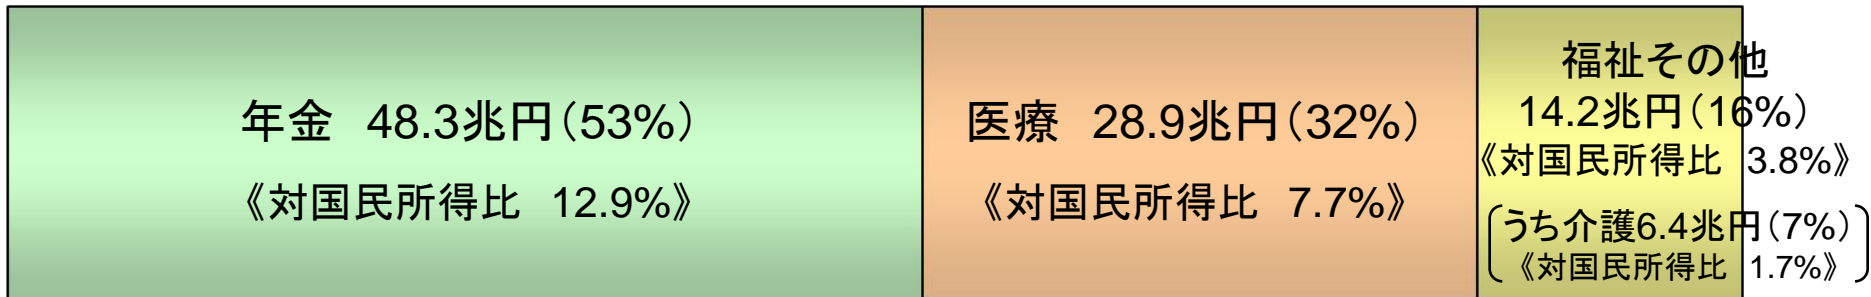 年金　48.3兆円（53%）
《対国民所得比　12.9%》
医療　28.9兆円（32%）
《対国民所得比　7.7%》
福祉その他
14.2兆円（16%）
《対国民所得比　3.8%》
うち介護6.4兆円（7%）
《対国民所得比　1.7%》